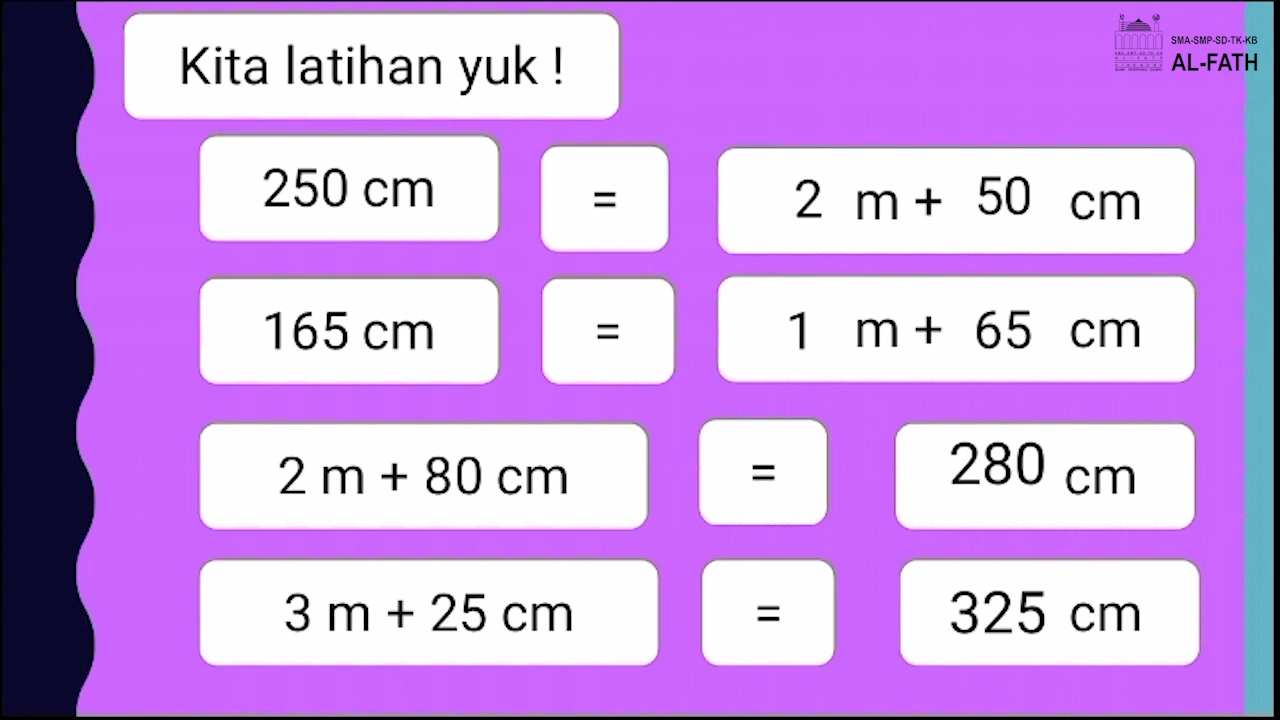 Kita latihan yuk !
SMA-SMP-SD-TK-KB
AL-FATH
250 cm = 2 m + 50 cm
165 cm = 1 m + 65 cm
2 m + 80 cm = 280 cm
3 m + 25 cm = 325 cm